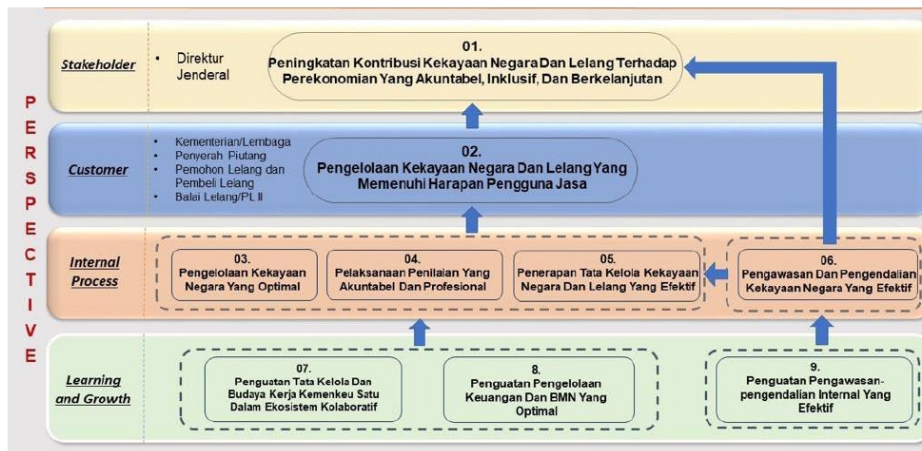 PERSPECTIVE
Stakeholder
• Direktur
Jenderal
01.
Peningkatan Kontribusi Kekayaan Negara Dan Lelang Terhadap
Perekonomian Yang Akuntabel, Inklusif, Dan Berkelanjutan
Customer
• Kementerian/Lembaga
• Penyerah Piutang
• Pemohon Lelang dan
Pembeli Lelang
• Balai Lelang/PL II
02.
Pengelolaan Kekayaan Negara Dan Lelang Yang
Memenuhi Harapan Pengguna Jasa
Internal
Process
03.
Pengelolaan Kekayaan
Negara Yang Optimal
04.
Pelaksanaan Penilaian Yang
Akuntabel Dan Profesional
05.
Penerapan Tata Kelola Kekayaan
Negara Dan Lelang Yang Efektif
06.
Pengawasan Dan Pengendalian
Kekayaan Negara Yang Efektif
Learning
and Growth
07.
Penguatan Tata Kelola Dan
Budaya Kerja Kemenkeu Satu
Dalam Ekosistem Kolaboratif
8.
Penguatan Pengelolaan
Keuangan Dan BMN Yang
Optimal
9.
Penguatan Pengawasan-
pengendalian Internal Yang
Efektif